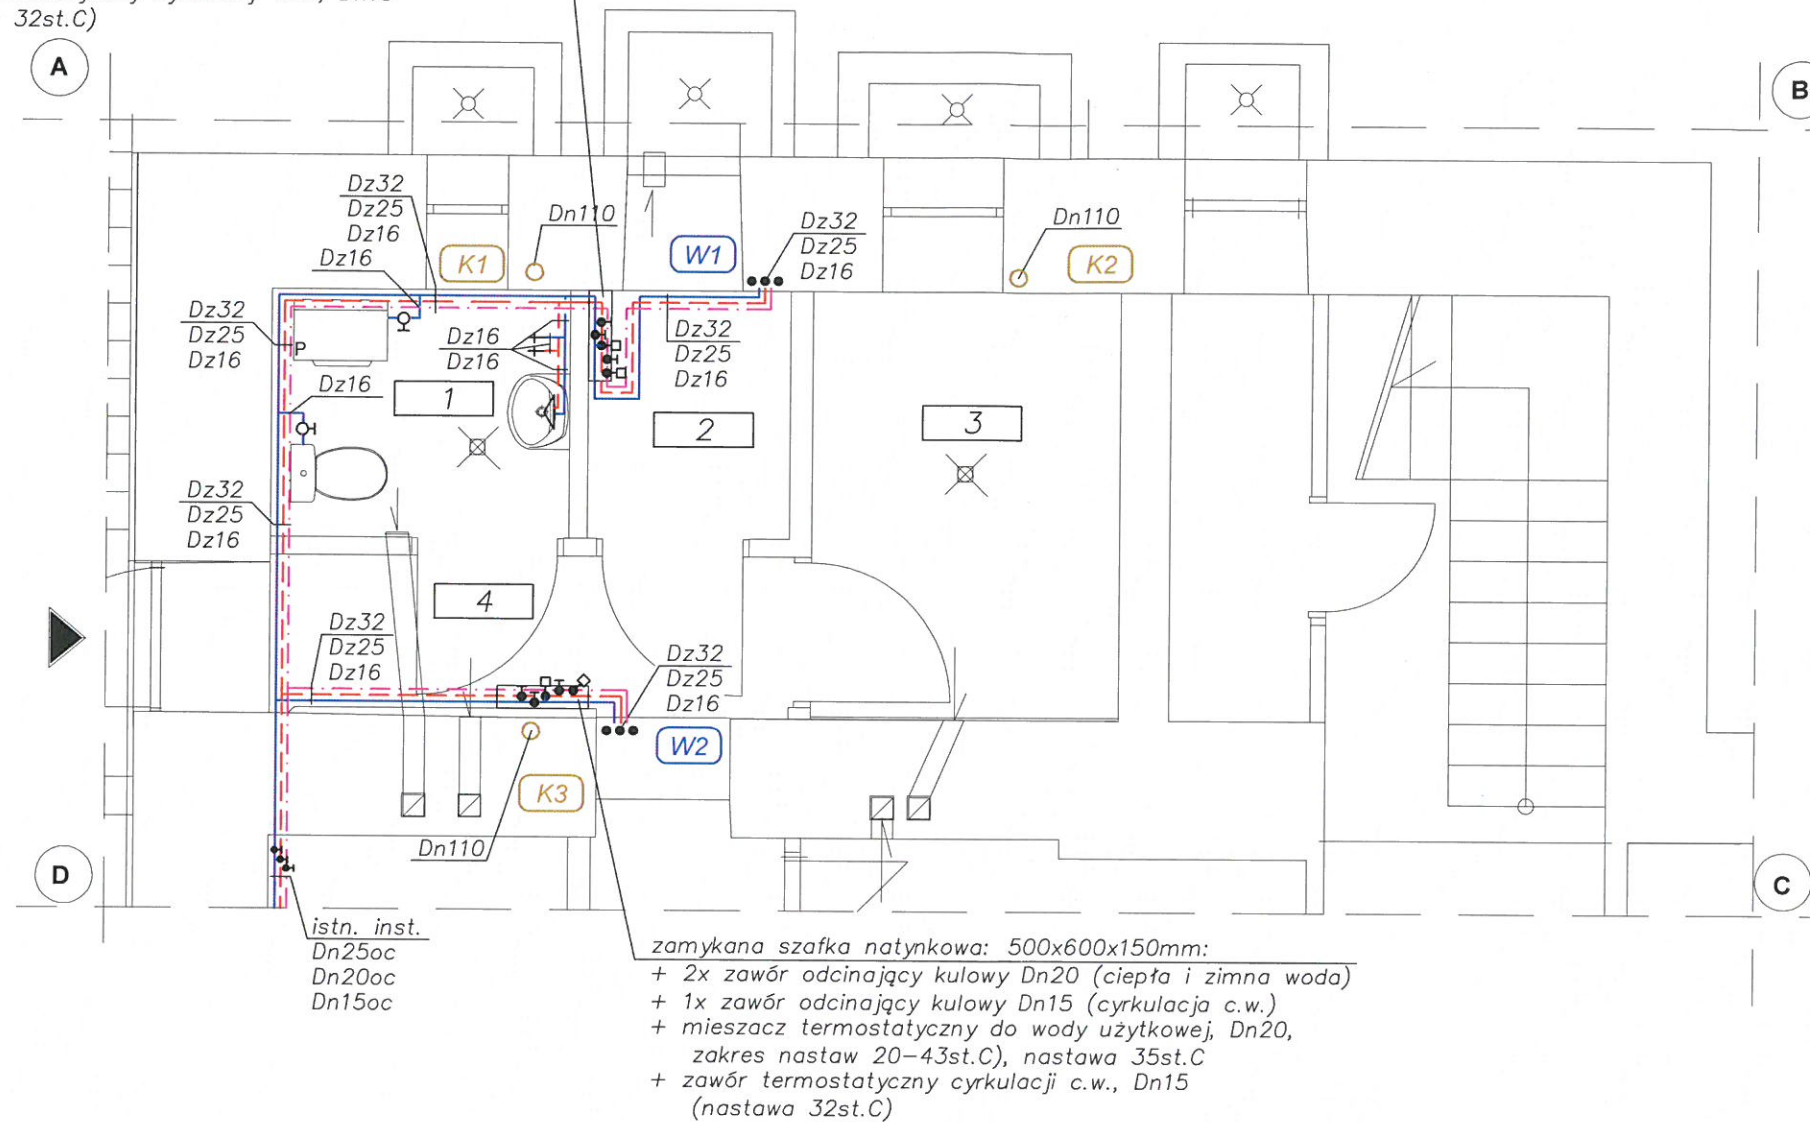 32st.C)
A
B
Dz32
Dz25
Dz16
Dz16
Dn110
K1
W1
Dz32
Dz25
Dz16
Dn110
K2
Dz32
Dz25
Dz16
P
Dz16
Dz16
Dz32
Dz25
Dz16
Dz16
1
2
3
Dz32
Dz25
Dz16
4
Dz32
Dz25
Dz16
Dz32
Dz25
Dz16
W2
K3
Dn110
D
C
istn. inst.
Dn25oc
Dn20oc
Dn15oc
zamykana szafka natynkowa: 500x600x150mm:
+ 2x zawór odcinający kulowy Dn20 (ciepła i zimna woda)
+ 1x zawór odcinający kulowy Dn15 (cyrkulacja c.w.)
+ mieszacz termostatyczny do wody użytkowej, Dn20,
zakres nastaw 20-43st.C), nastawa 35st.C
+ zawór termostatyczny cyrkulacji c.w., Dn15
(nastawa 32st.C)